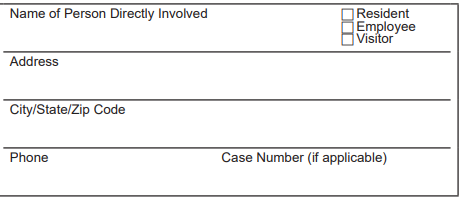 Name of Person Directly Involved
Resident
Employee
Visitor
Address
City/State/Zip Code
Phone Case Number (if applicable)